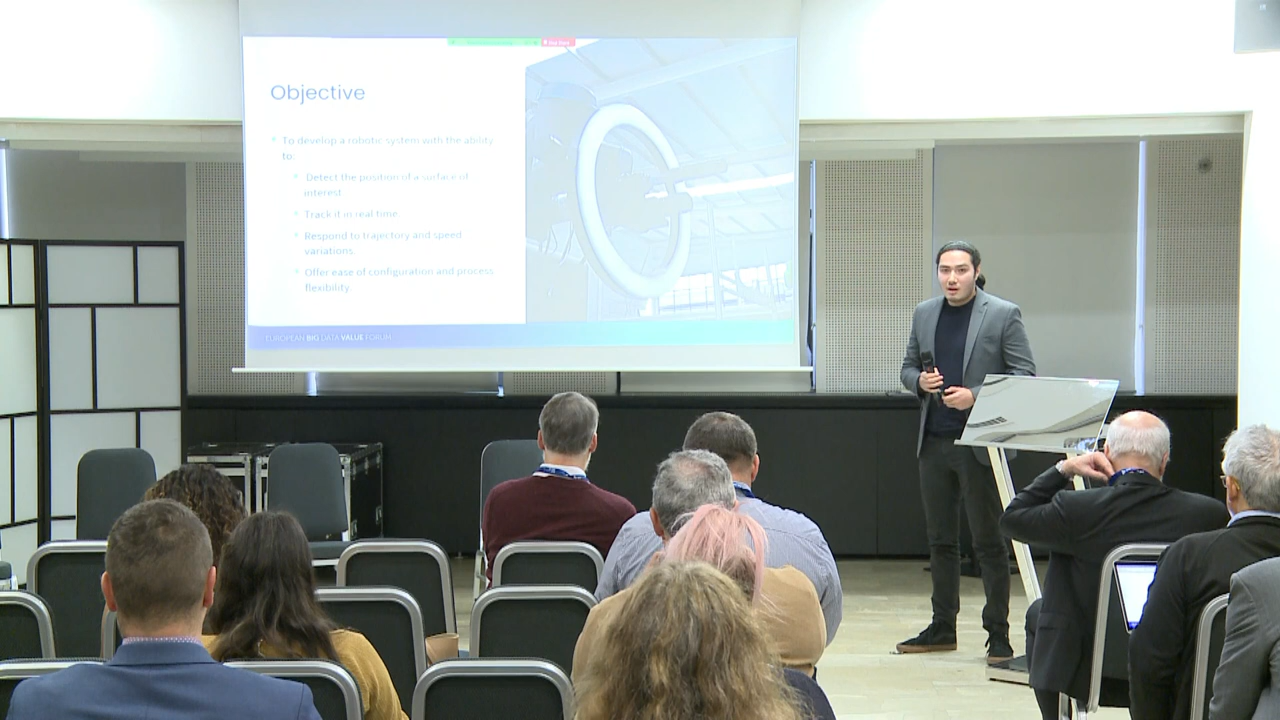 Objective
To develop a robotic system with the ability
to:
Detect the position of a surface of
interest.
Track it in real time.
Respond to trajectory and speed
variations.
Offer ease of configuration and process
flexibility.
EUROPEAN BIG DATA VALUE FORUM